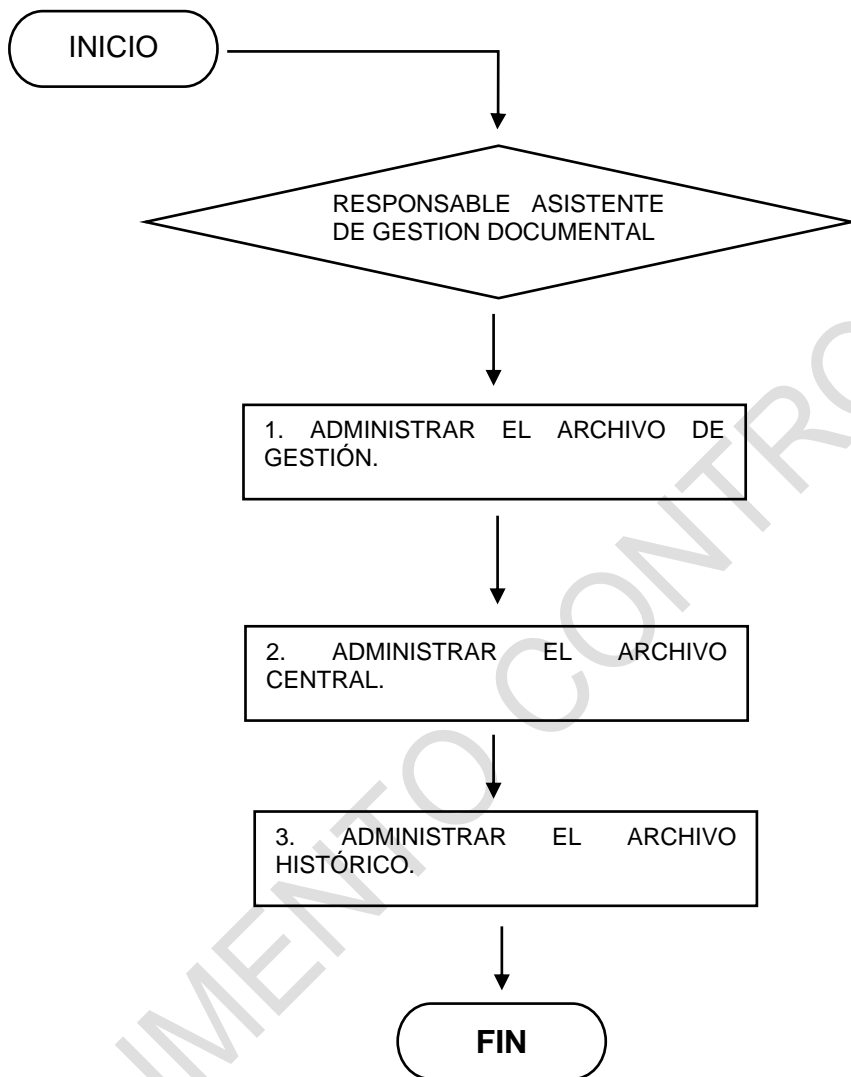 INICIO
RESPONSABLE ASISTENTE
DE GESTION DOCUMENTAL
1. ADMINISTRAR EL ARCHIVO DE
GESTIÓN.
2. ADMINISTRAR EL ARCHIVO
CENTRAL.
3. ADMINISTRAR EL ARCHIVO
HISTÓRICO.
FIN